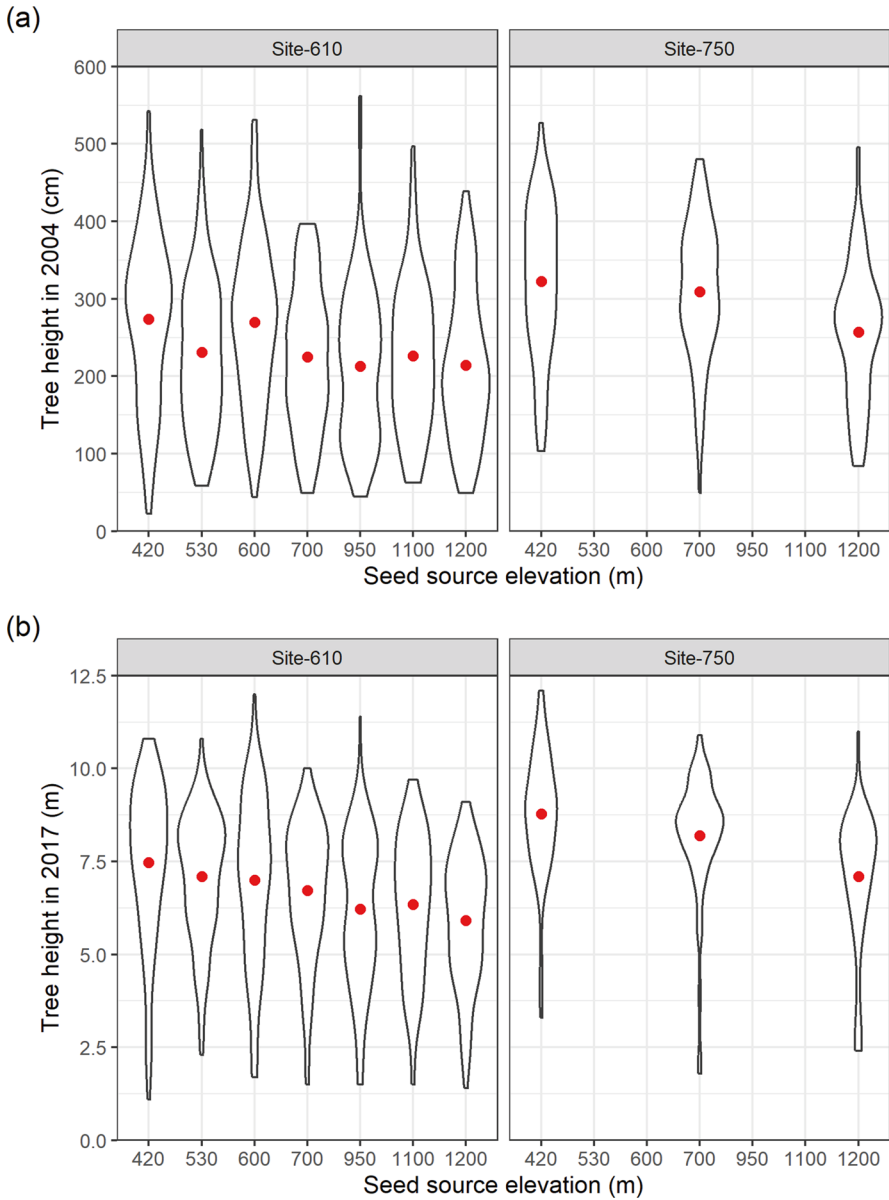 (a)
Site-610 Site-750
600
500
400
300
200
100
0
Tree height in 2004 (cm)
420 530 600 700 950 1100 1200 420 530 600 700 950 1100 1200
Seed source elevation (m)
(b)
Site-610 Site-750
12.5
10.0
7.5
5.0
2.5
0.0
Tree height in 2017 (m)
420 530 600 700 950 1100 1200 420 530 600 700 950 1100 1200
Seed source elevation (m)